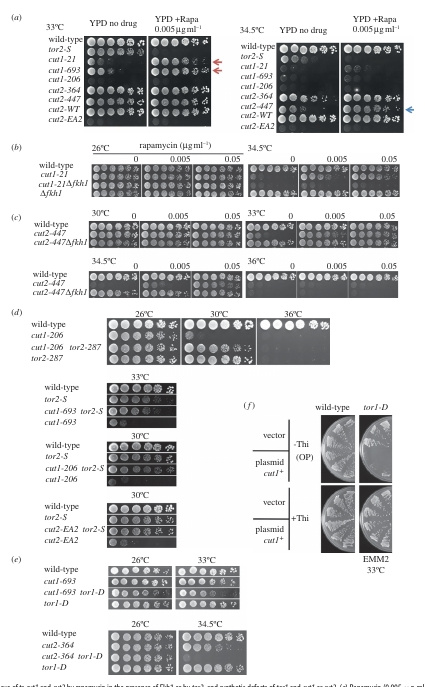 (a)
33ºC
YPD no drug
YPD +Rapa
0.005 µg ml⁻¹
wild-type
tor2-S
cut1-21
cut1-693
cut1-206
cut2-364
cut2-447
cut2-WT
cut2-EA2
34.5ºC
YPD no drug
YPD +Rapa
0.005 µg ml⁻¹
wild-type
tor2-S
cut1-21
cut1-693
cut1-206
cut2-364
cut2-447
cut2-WT
cut2-EA2
(b)
26ºC rapamycin (µg ml⁻¹) 34.5ºC
0 0.005 0.05 0 0.005 0.05
wild-type
cut1-21
cut1-21Δfkh1
Δfkh1
(c)
30ºC 33ºC
0 0.005 0.05 0 0.005 0.05
wild-type
cut2-447
cut2-447Δfkh1
34.5ºC 36ºC
0 0.005 0.05 0 0.005 0.05
wild-type
cut2-447
cut2-447Δfkh1
(d)
26ºC 30ºC 36ºC
wild-type
cut1-206
cut1-206 tor2-287
tor2-287
33ºC
wild-type
tor2-S
cut1-693 tor2-S
cut1-693
30ºC
wild-type
tor2-S
cut1-206 tor2-S
cut1-206
30ºC
wild-type
tor2-S
cut2-EA2 tor2-S
cut2-EA2
(f)
wild-type tor1-D
vector
plasmid
cut1⁺
-Thi
(OP)
vector
plasmid
cut1⁺
+Thi
EMM2
33ºC
(e)
26ºC 33ºC
wild-type
cut1-693
cut1-693 tor1-D
tor1-D
26ºC 34.5ºC
wild-type
cut2-364
cut2-364 tor1-D
tor1-D